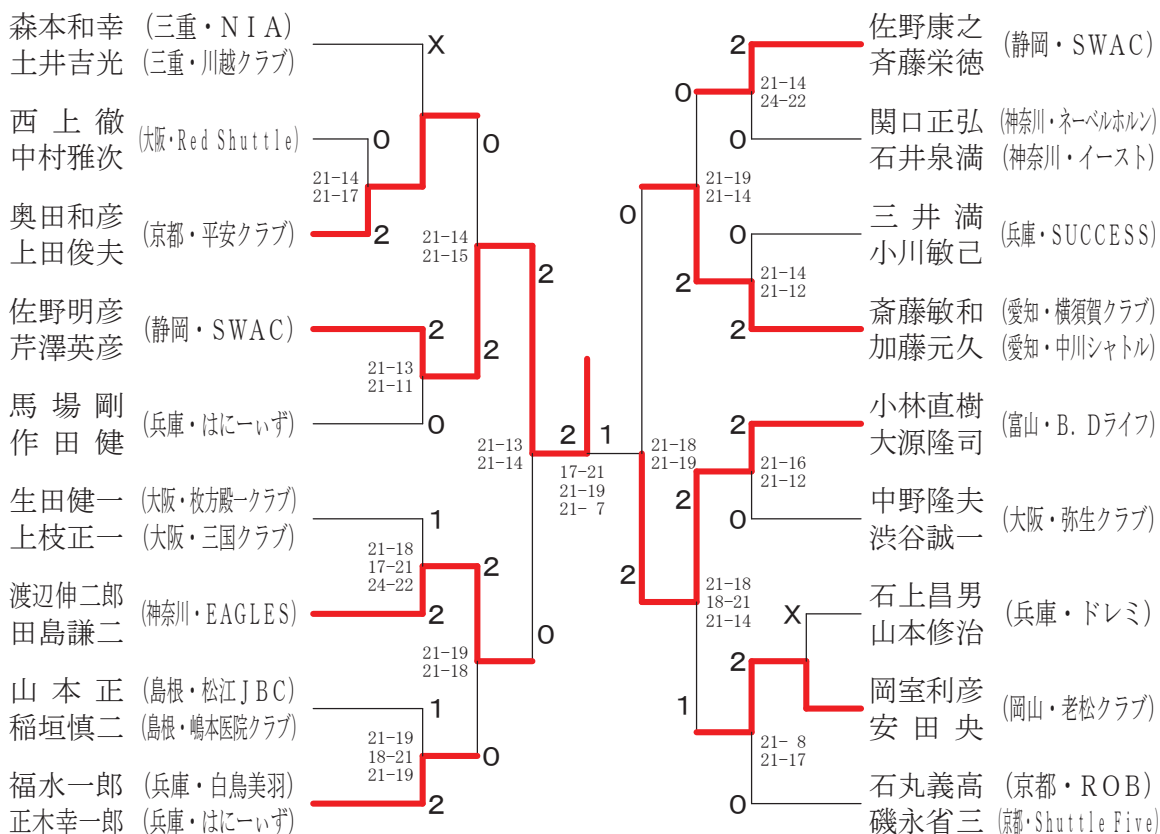 森本和幸 (三重・NIA)
土井吉光 (三重・川越クラブ)
X
西上徹
中村雅次 (大阪・Red Shuttle)
0
21-14
21-17
奥田和彦
上田俊夫 (京都・平安クラブ)
2
0
21-14
21-15
2
佐野明彦
芹澤英彦 (静岡・SWAC)
2
2
21-13
21-11
馬場剛
作田健 (兵庫・はにーぃず)
0
21-13
21-14
生田健一 (大阪・枚方殿一クラブ)
上枝正一 (大阪・三国クラブ)
1
21-18
17-21
24-22
2
渡辺伸二郎
田島謙二 (神奈川・EAGLES)
2
0
21-19
21-18
山本正 (島根・松江JBC)
稲垣慎二 (島根・嶋本医院クラブ)
1
21-19
18-21
21-19
0
福水一郎 (兵庫・白鳥美羽)
正木幸一郎 (兵庫・はにーぃず)
2
2 1
17-21
21-19
21- 7
佐野康之
斉藤栄徳 (静岡・SWAC)
2
0
21-14
24-22
関口正弘 (神奈川・ネーベルホルン)
石井泉満 (神奈川・イースト)
0
21-19
21-14
0
三井満
小川敏己 (兵庫・SUCCESS)
0
2
21-14
21-12
斎藤敏和 (愛知・横須賀クラブ)
加藤元久 (愛知・中川シャトル)
2
小林直樹
大源隆司 (富山・B. Dライフ)
2
21-18
21-19
21-16
21-12
2
中野隆夫
渋谷誠一 (大阪・弥生クラブ)
0
2
21-18
18-21
21-14
石上昌男
山本修治 (兵庫・ドレミ)
X
2
岡室利彦
安田央 (岡山・老松クラブ)
1
21- 8
21-17
石丸義高 (京都・ROB)
磯永省三 (京都・Shuttle Five)
0